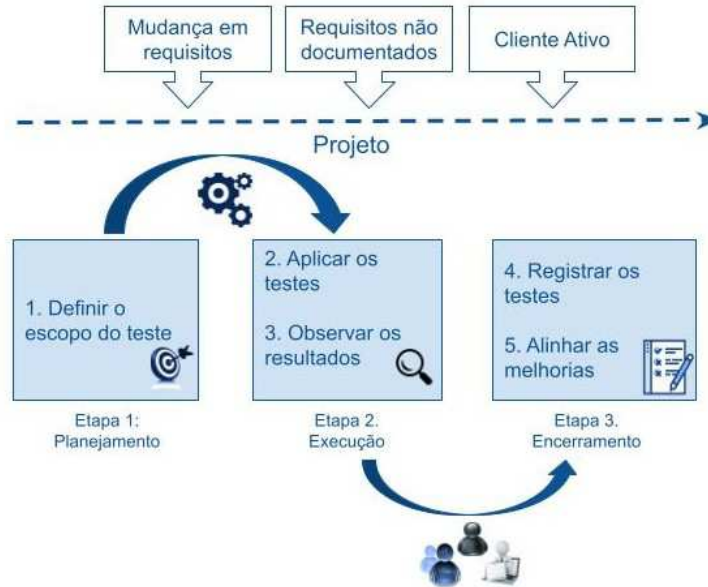 Mudança em
requisitos
Requisitos não
documentados
Cliente Ativo
Projeto
1. Definir o
escopo do teste
2. Aplicar os
testes
3. Observar os
resultados
4. Registrar os
testes
5. Alinhar as
melhorias
Etapa 1:
Planejamento
Etapa 2.
Execução
Etapa 3.
Encerramento